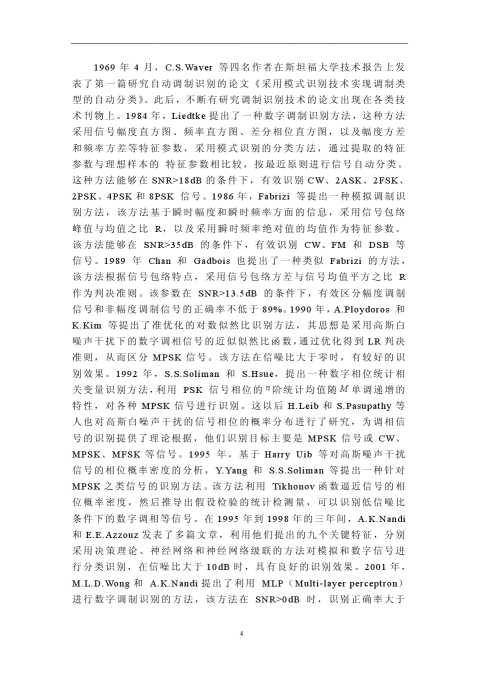 1969 年 4 月，C.S.Waver 等四名作者在斯坦福大学技术报告上发
表了第一篇研究自动调制识别的论文《采用模式识别技术实现调制类
型的自动分类》。此后，不断有研究调制识别技术的论文出现在各类技
术刊物上。1984 年，Liedtke 提出了一种数字调制识别方法，这种方法
采用信号幅度直方图、频率直方图、差分相位直方图，以及幅度方差
和频率方差等特征参数，采用模式识别的分类方法，通过提取的特征
参数与理想样本的 特征参数相比较，按最近原则进行信号自动分类。
这种方法能够在 SNR>18dB 的条件下，有效识别 CW、2ASK、2FSK、
2PSK、4PSK 和 8PSK 信号。1986 年，Fabrizi 等提出一种模拟调制识
别方法，该方法基于瞬时幅度和瞬时频率方面的信息，采用信号包络
峰值与均值之比 R，以及采用瞬时频率绝对值的均值作为特征参数。
该方法能够在 SNR>35dB 的条件下，有效识别 CW、FM 和 DSB 等
信号。1989 年 Chan 和 Gadbois 也提出了一种类似 Fabrizi 的方法，
该方法根据信号包络特点，采用信号包络方差与信号均值平方之比 R
作为判决准则。该参数在 SNR>13.5dB 的条件下，有效区分幅度调制
信号和非幅度调制信号的正确率不低于 89%。1990 年，A.Ploydoros 和
K.Kim 等提出了准优化的对数似然比识别方法，其思想是采用高斯白
噪声干扰下的数字调相信号的近似似然比函数，通过优化得到 LR 判决
准则，从而区分 MPSK 信号。该方法在信噪比大于零时，有较好的识
别效果。1992 年，S.S.Soliman 和 S.Hsue，提出一种数字相位统计相
关变量识别方法，利用 PSK 信号相位的 n 阶统计均值随 M 单调递增的
特性，对各种 MPSK 信号进行识别。这以后 H.Leib 和 S.Pasupathy 等
人也对高斯白噪声干扰的信号相位的概率分布进行了研究，为调相信
号的识别提供了理论根据，他们识别目标主要是 MPSK 信号或 CW、
MPSK、MFSK 等信号。1995 年，基于 Harry Uib 等对高斯噪声干扰
信号的相位概率密度的分析，Y.Yang 和 S.S.Soliman 等提出一种针对
MPSK 之类信号的识别方法。该方法利用 Tikhonov 函数逼近信号的相
位概率密度，然后推导出假设检验的统计检测量，可以识别低信噪比
条件下的数字调相等信号。在 1995 年到 1998 年的三年间，A.K.Nandi
和 E.E.Azzouz 发表了多篇文章，利用他们提出的九个关键特征，分别
采用决策理论、神经网络和神经网络级联的方法对模拟和数字信号进
行分类识别，在信噪比大于 10dB 时，具有良好的识别效果。2001 年，
M.L.D.Wong 和 A.K.Nandi 提出了利用 MLP（Multi-layer perceptron）
进行数字调制识别的方法，该方法在 SNR>0dB 时，识别正确率大于
4